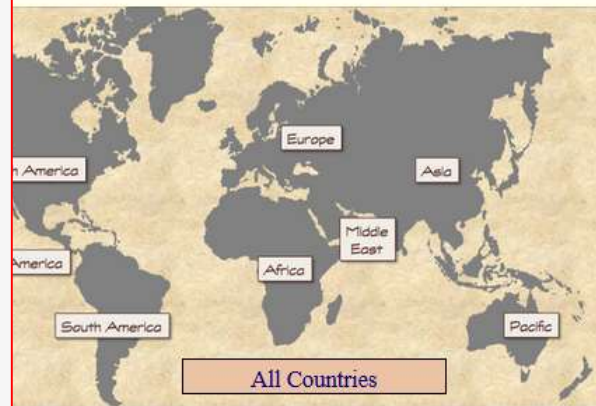 Europe
n America
Asia
Middle
East
America
Africa
South America
Pacific
All Countries